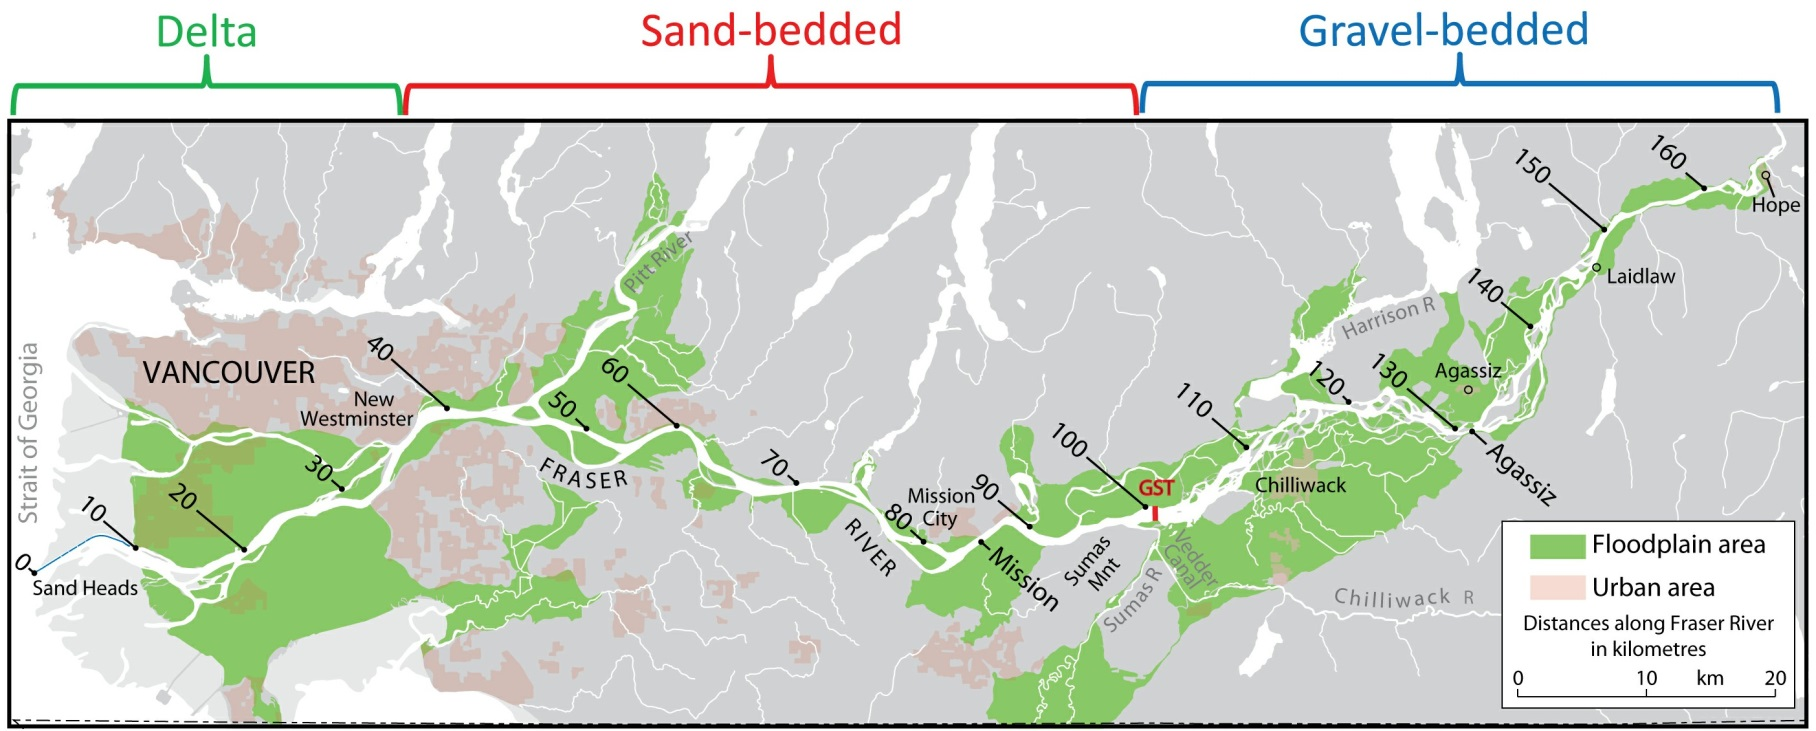 Delta
Sand-bedded
Gravel-bedded
160
150
Hope
Pitt River
Laidlaw
140
Harrison R
Strait of Georgia
VANCOUVER
40
New
Westminster
60
50
Agassiz
130
120
110
100
FRASER
30
70
20
10
Mission
City
90
80
GST
Chilliwack
Agassiz
RIVER
0
Sand Heads
Mission
Sumas
Mnt
Sumas R
Vedder
Canal
Chilliwack R
Floodplain area
Urban area
Distances along Fraser River
in kilometres
0 10 km 20